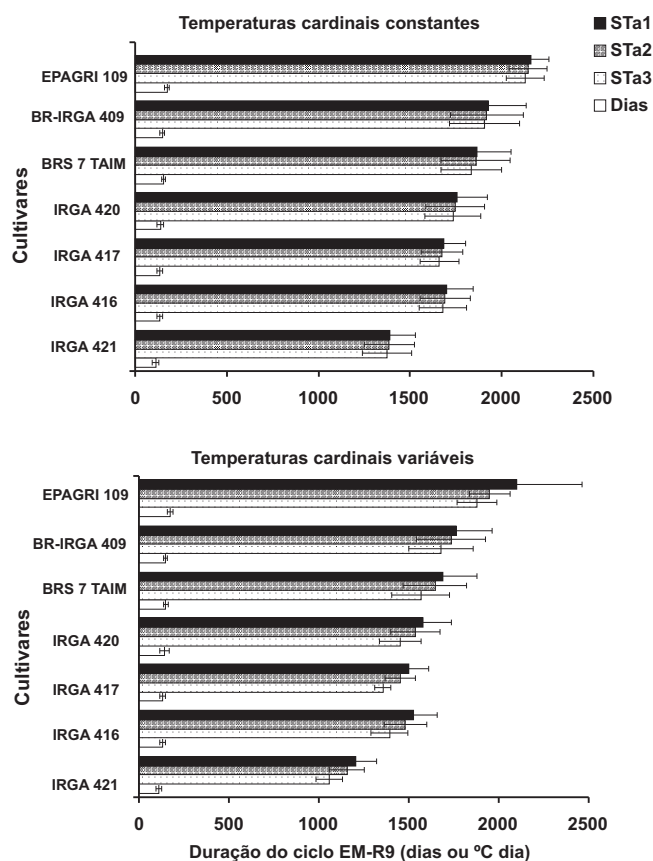 Temperaturas cardinais constantes
STa1
STa2
STa3
Dias
Cultivares
EPAGRI 109
BR-IRGA 409
BRS 7 TAIM
IRGA 420
IRGA 417
IRGA 416
IRGA 421
0 500 1000 1500 2000 2500
Temperaturas cardinais variáveis
Cultivares
EPAGRI 109
BR-IRGA 409
BRS 7 TAIM
IRGA 420
IRGA 417
IRGA 416
IRGA 421
0 500 1000 1500 2000 2500
Duração do ciclo EM-R9 (dias ou ºC dia)